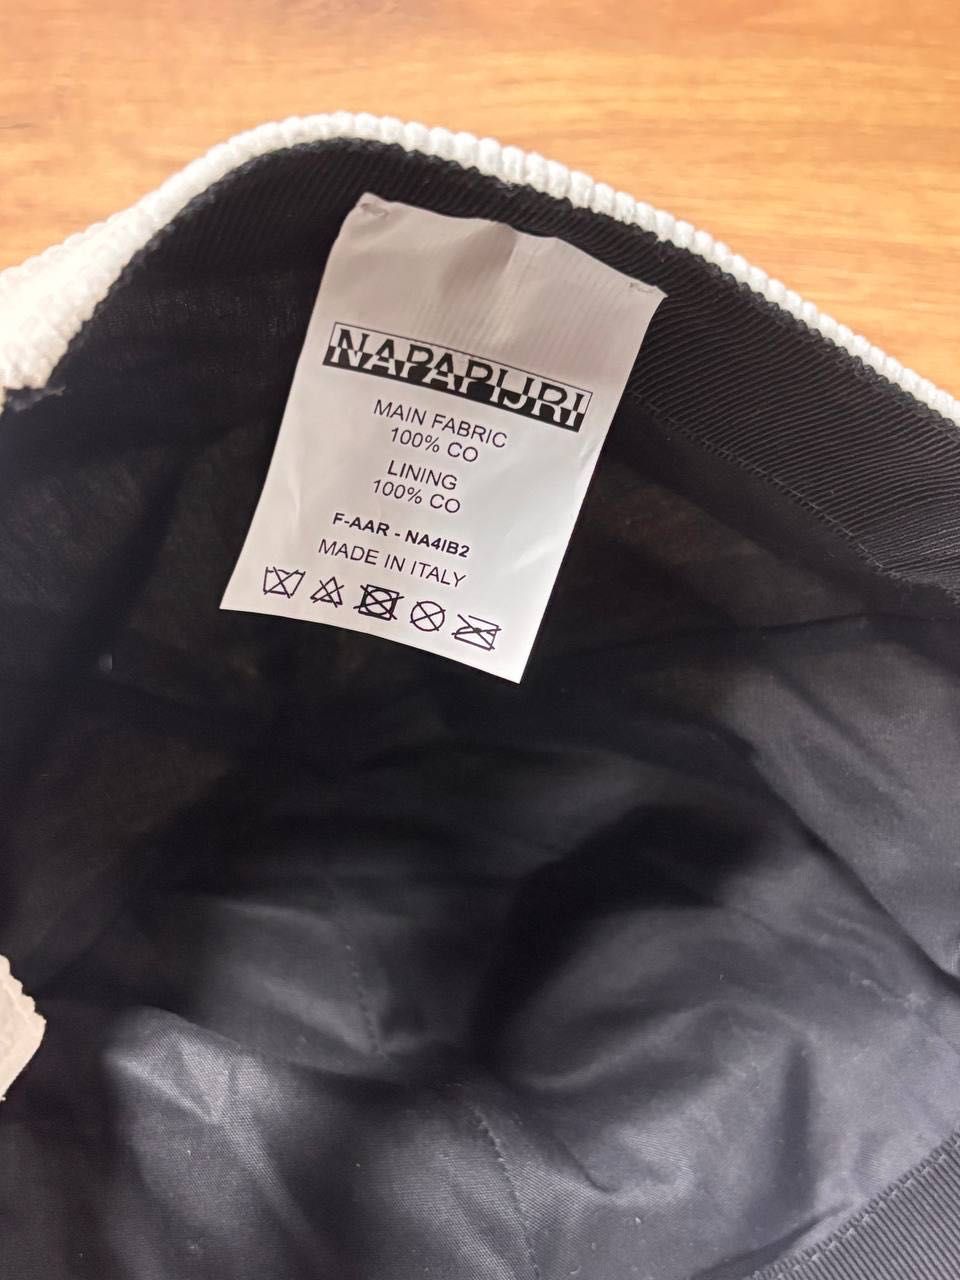 NAPAPIJRI
MAIN FABRIC
100% CO
LINING
100% CO
F-AAR - NA4IB2
MADE IN ITALY